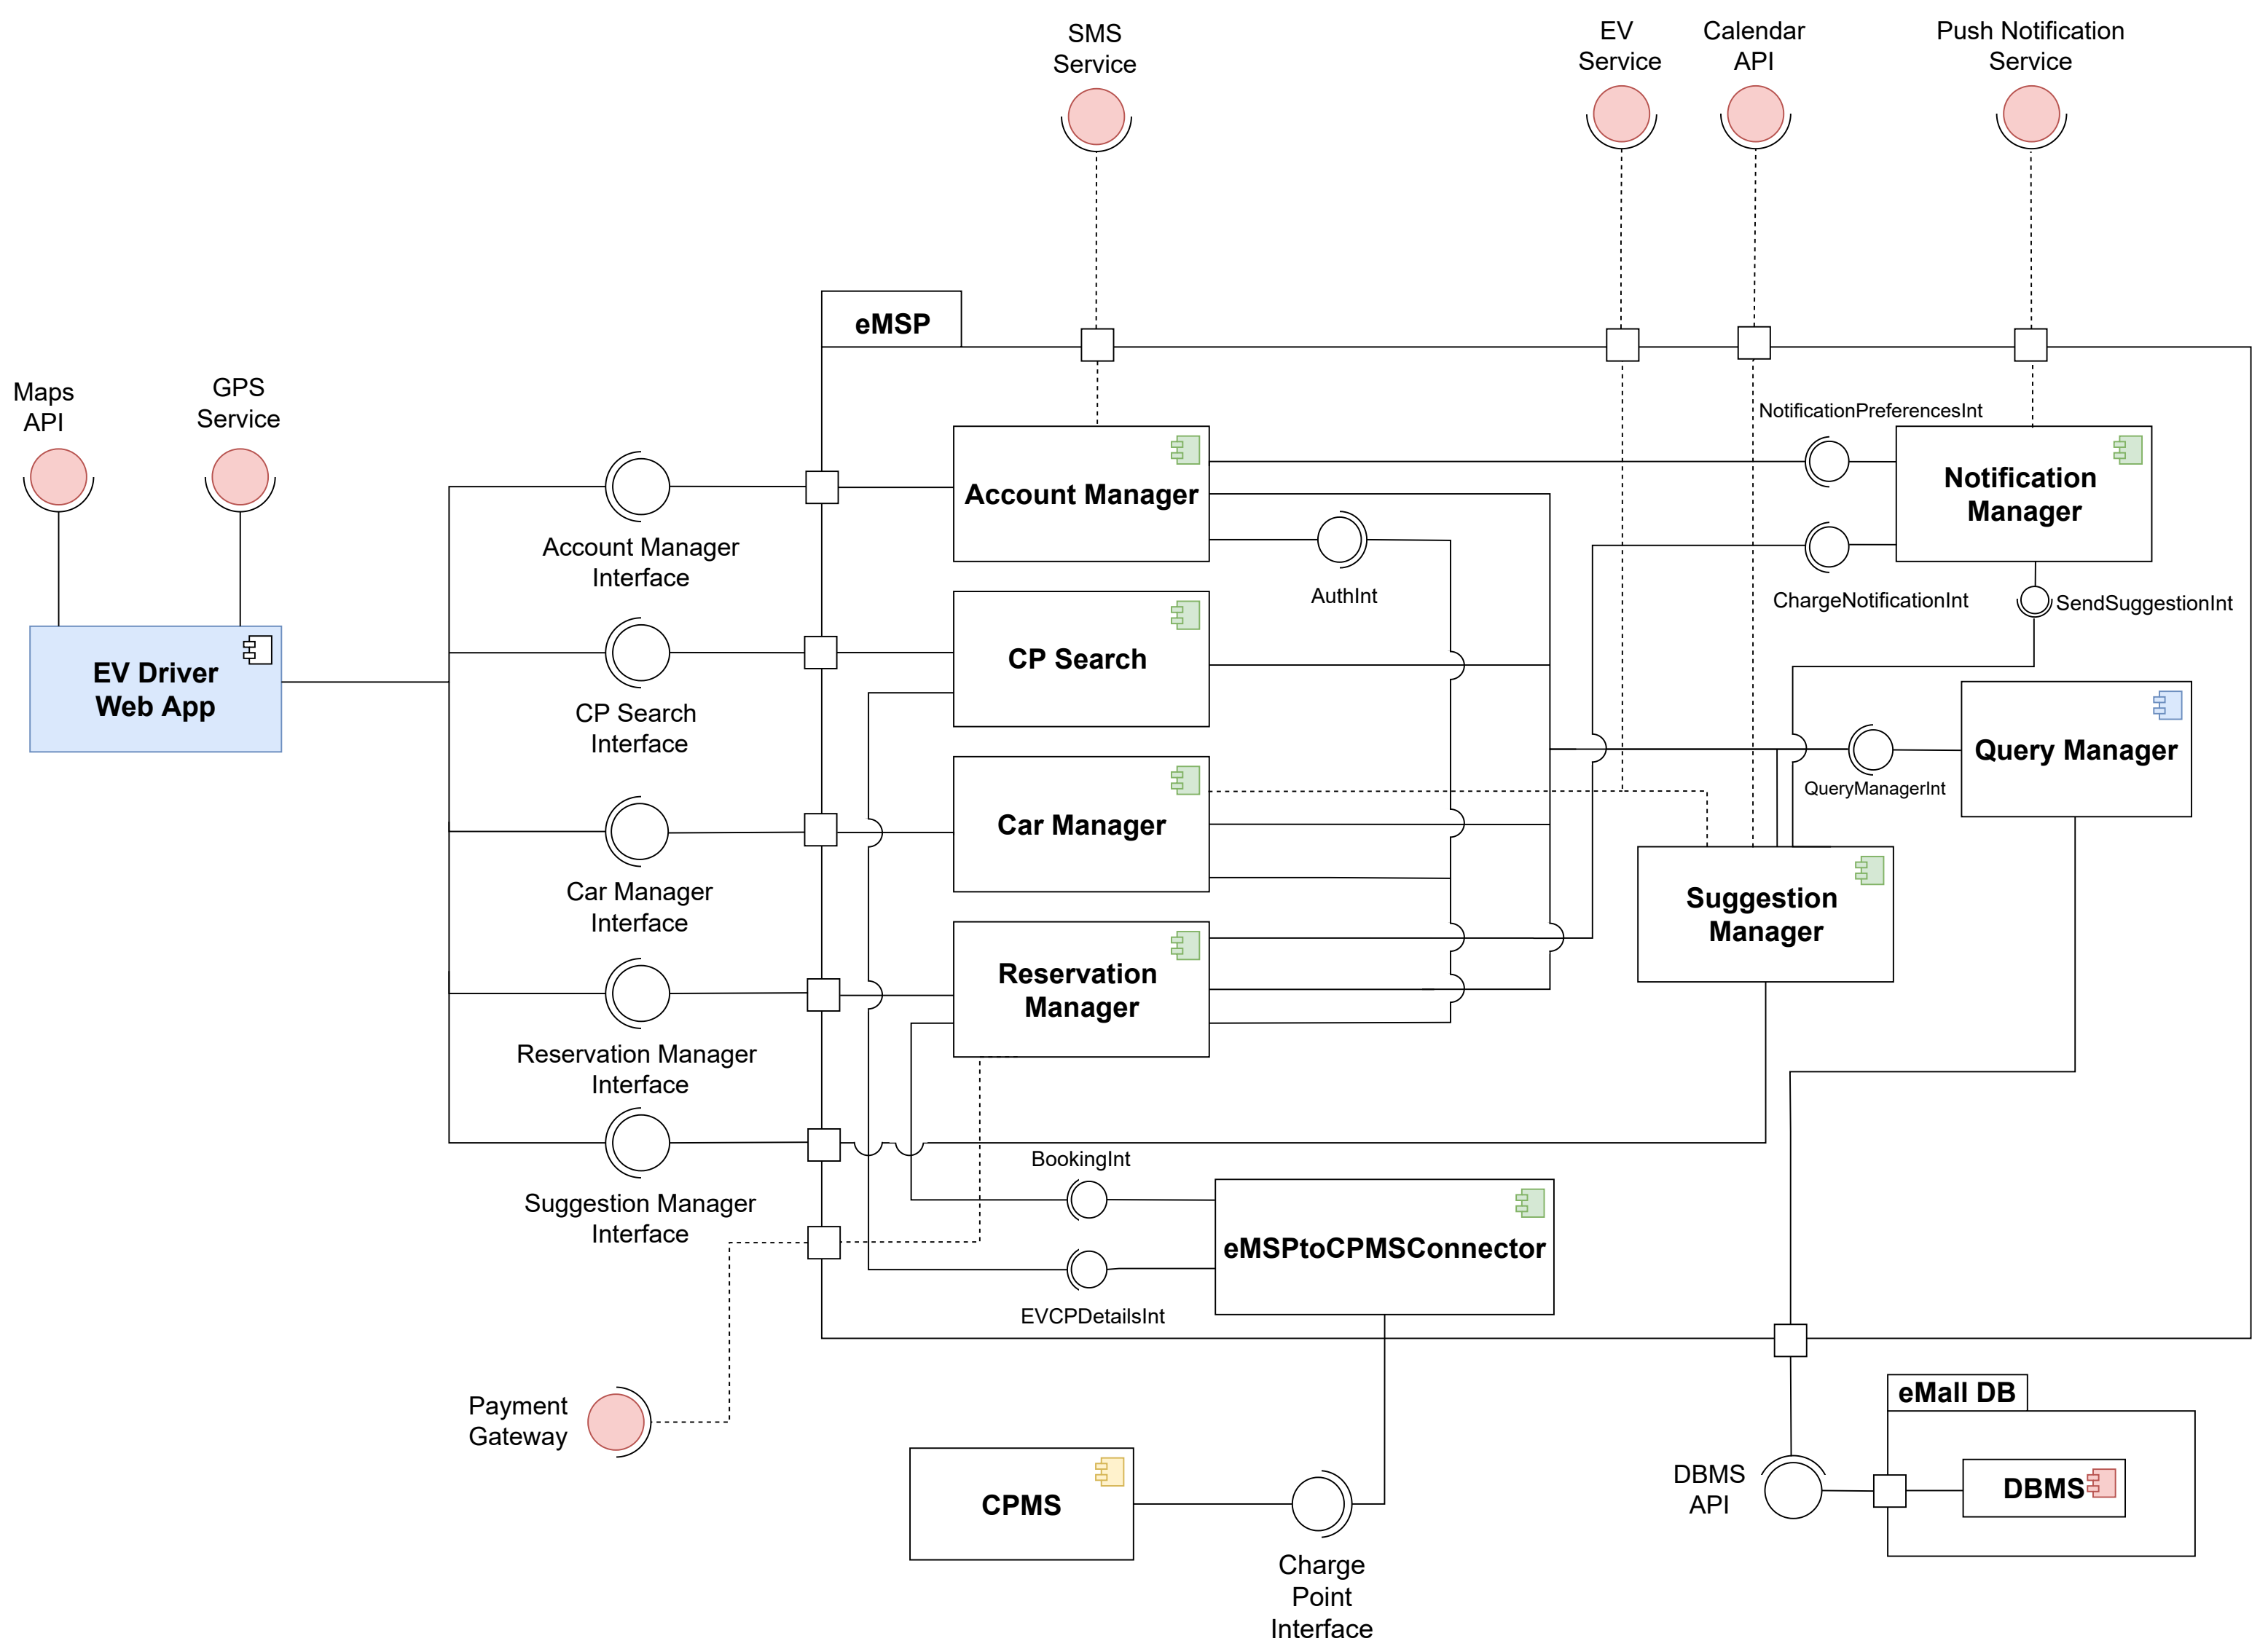 SMS
Service
EV
Service
Calendar
API
Push Notification
Service
eMSP
Maps
API
GPS
Service
NotificationPreferencesInt
Account Manager
Notification
Manager
Account Manager
Interface
AuthInt
ChargeNotificationInt
SendSuggestionInt
EV Driver
Web App
CP Search
CP Search
Interface
Query Manager
QueryManagerInt
Car Manager
Car Manager
Interface
Suggestion
Manager
Reservation
Manager
Reservation Manager
Interface
BookingInt
Suggestion Manager
Interface
eMSPtoCPMSConnector
EVCPDetailsInt
Payment
Gateway
eMall DB
CPMS
DBMS
API
DBMS
Charge
Point
Interface